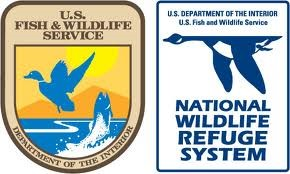 U.S.
FISH & WILDLIFE
SERVICE
DEPARTMENT OF THE INTERIOR
U.S. DEPARTMENT OF THE INTERIOR
U.S. Fish and Wildlife Service
NATIONAL
WILDLIFE
REFUGE
SYSTEM